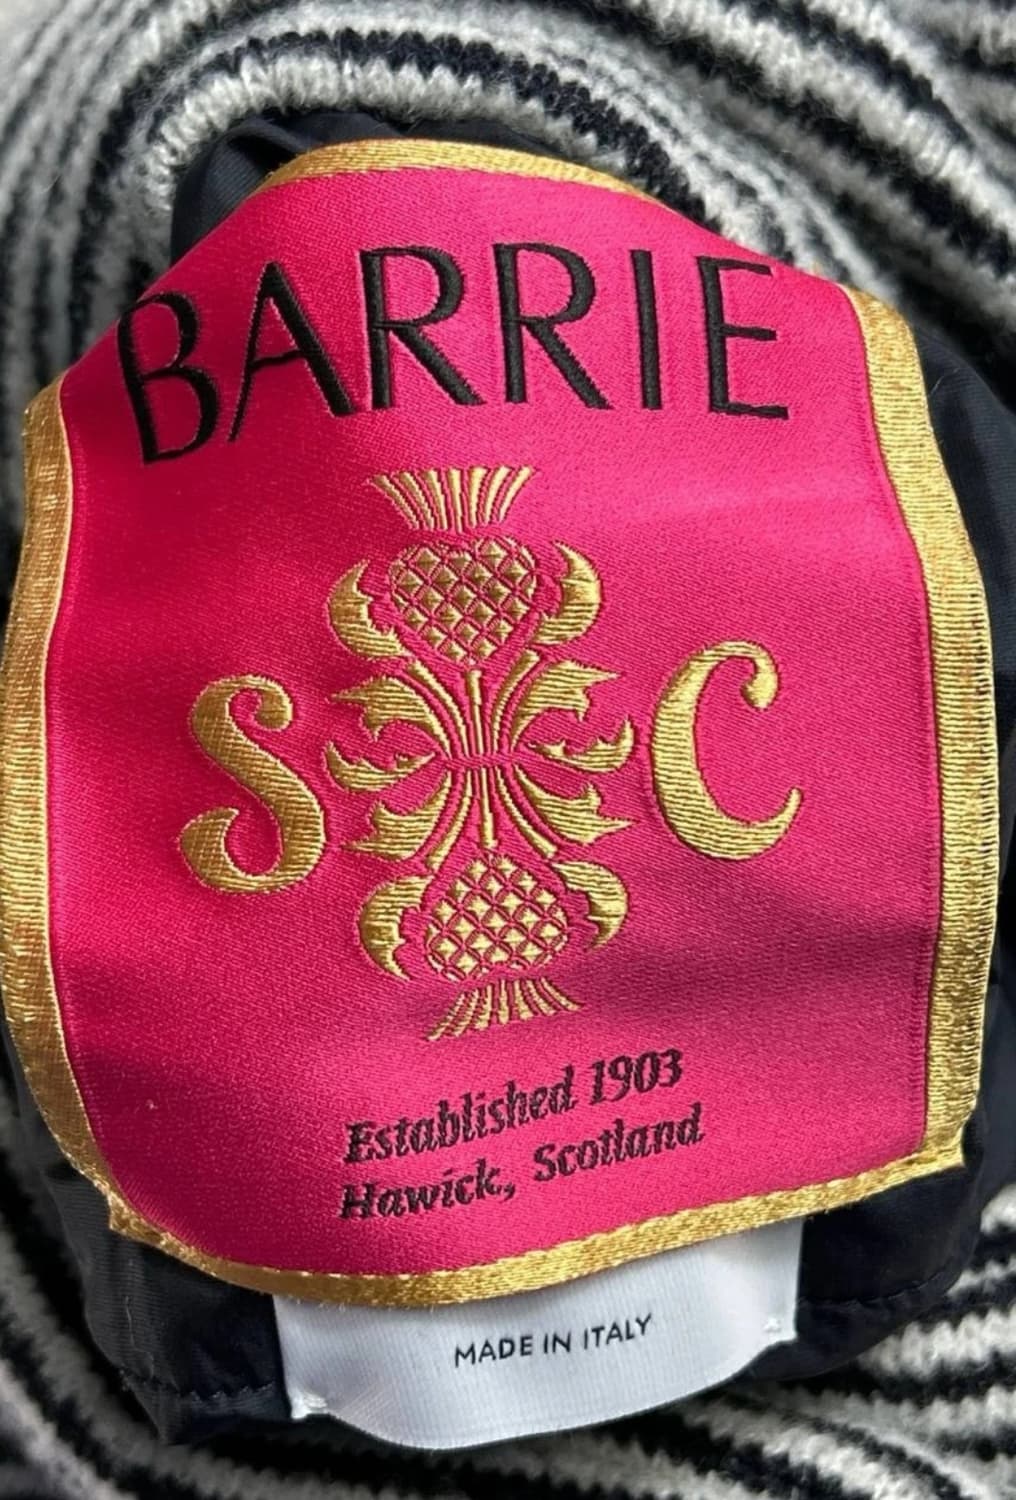 BARRIE
S C
Established 1903
Hawick, Scotland
MADE IN ITALY